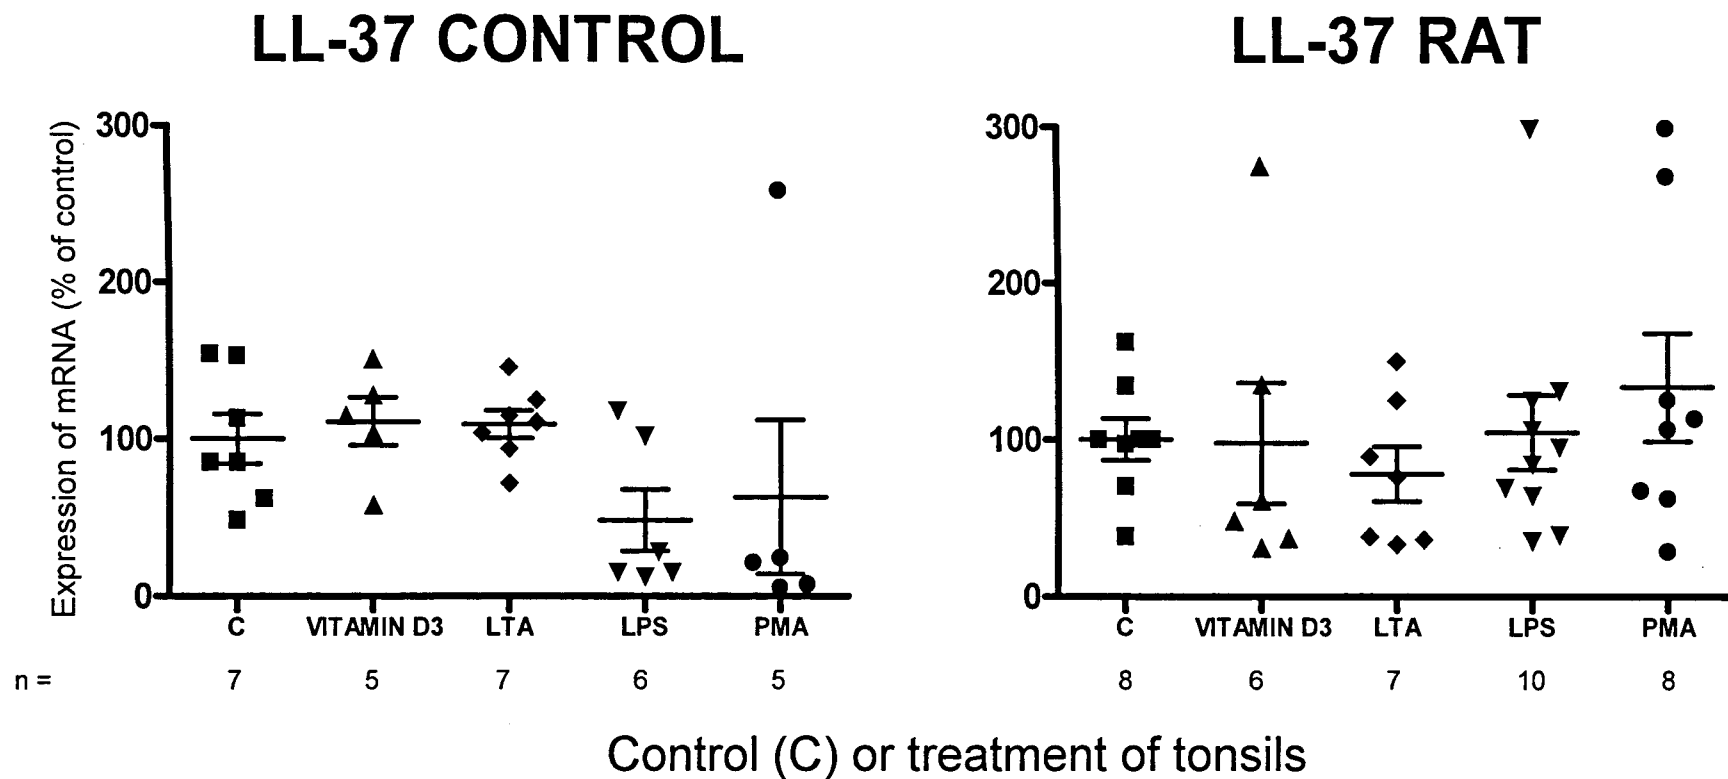 LL-37 CONTROL
LL-37 RAT
Expression of mRNA (% of control)
300
200
100
0
C VITAMIN D3 LTA LPS PMA
n = 7 5 7 6 5
300
200
100
0
C VITAMIN D3 LTA LPS PMA
8 6 7 10 8
Control (C) or treatment of tonsils